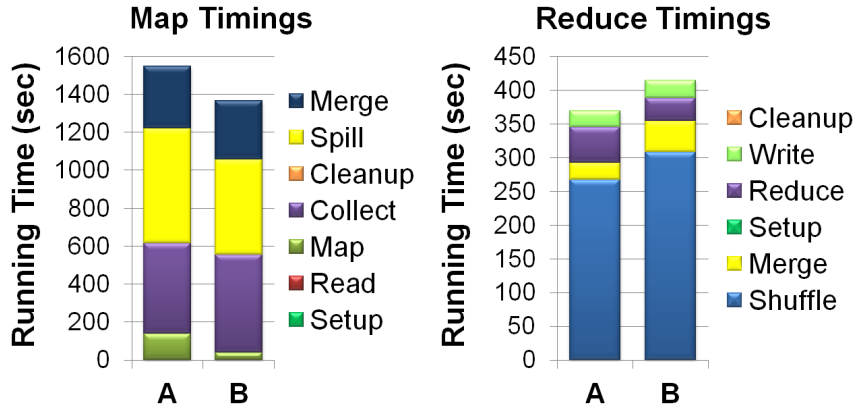 Map Timings
Running Time (sec)
1600
1400
1200
1000
800
600
400
200
0
A B
Merge
Spill
Cleanup
Collect
Map
Read
Setup
Reduce Timings
Running Time (sec)
450
400
350
300
250
200
150
100
50
0
A B
Cleanup
Write
Reduce
Setup
Merge
Shuffle